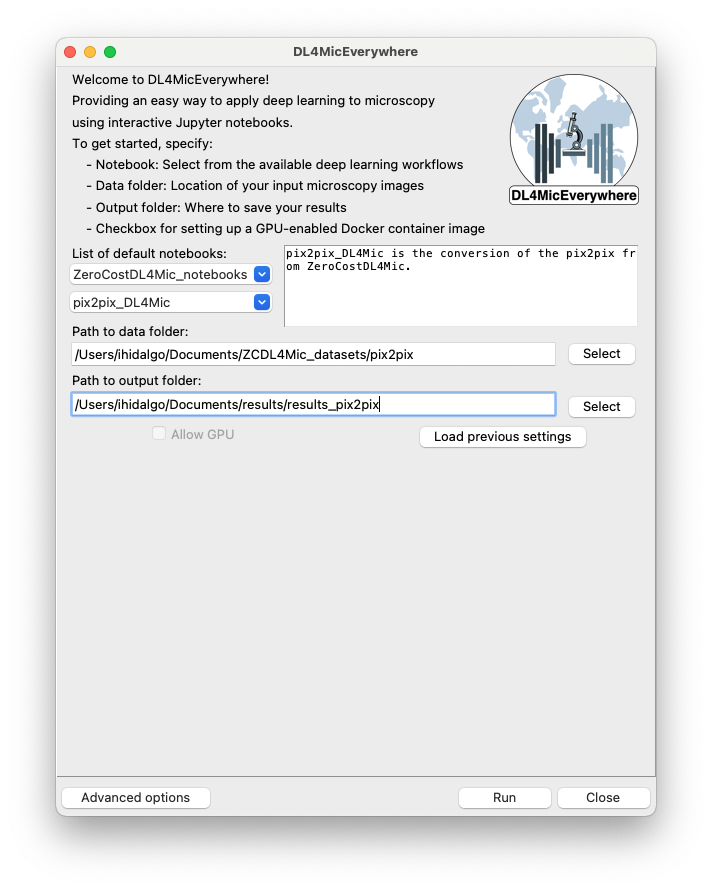 DL4MicEverywhere
Welcome to DL4MicEverywhere!
Providing an easy way to apply deep learning to microscopy
using interactive Jupyter notebooks.
To get started, specify:
- Notebook: Select from the available deep learning workflows
- Data folder: Location of your input microscopy images
- Output folder: Where to save your results
- Checkbox for setting up a GPU-enabled Docker container image
DL4MicEverywhere
List of default notebooks:
ZeroCostDL4Mic_notebooks
pix2pix_DL4Mic
pix2pix_DL4Mic is the conversion of the pix2pix fr
om ZeroCostDL4Mic.
Path to data folder:
/Users/ihidalgo/Documents/ZCDL4Mic_datasets/pix2pix
Select
Path to output folder:
/Users/ihidalgo/Documents/results/results_pix2pix
Select
Allow GPU
Load previous settings
Advanced options
Run
Close